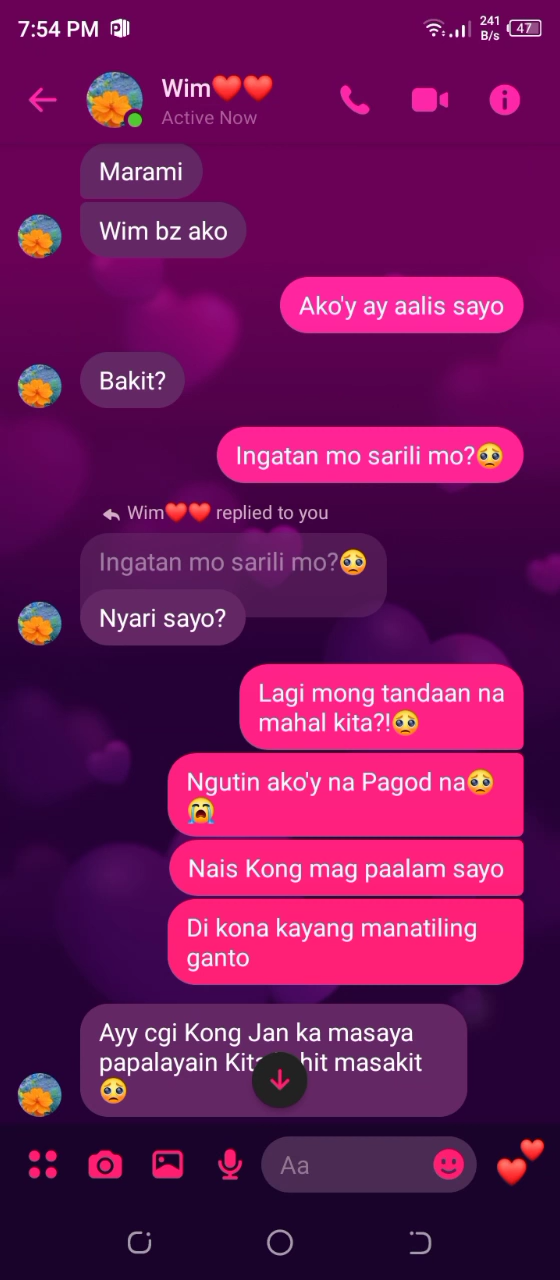 7:54 PM
241
B/s
47
Wim❤️❤️
Active Now
Marami
Wim bz ako
Ako'y ay aalis sayo
Bakit?
Ingatan mo sarili mo?🥺
Wim❤️❤️ replied to you
Ingatan mo sarili mo?🥺
Nyari sayo?
Lagi mong tandaan na
mahal kita?!🥺
Ngutin ako'y na Pagod na🥺
😭
Nais Kong mag paalam sayo
Di kona kayang manatiling
ganto
Ayy cgi Kong Jan ka masaya
papalayain masakit
🥺
Aa